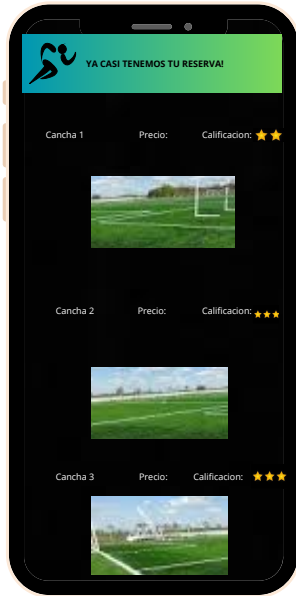 YA CASI TENEMOS TU RESERVA!
Cancha 1 Precio: Calificacion:
Cancha 2 Precio: Calificacion:
Cancha 3 Precio: Calificacion: